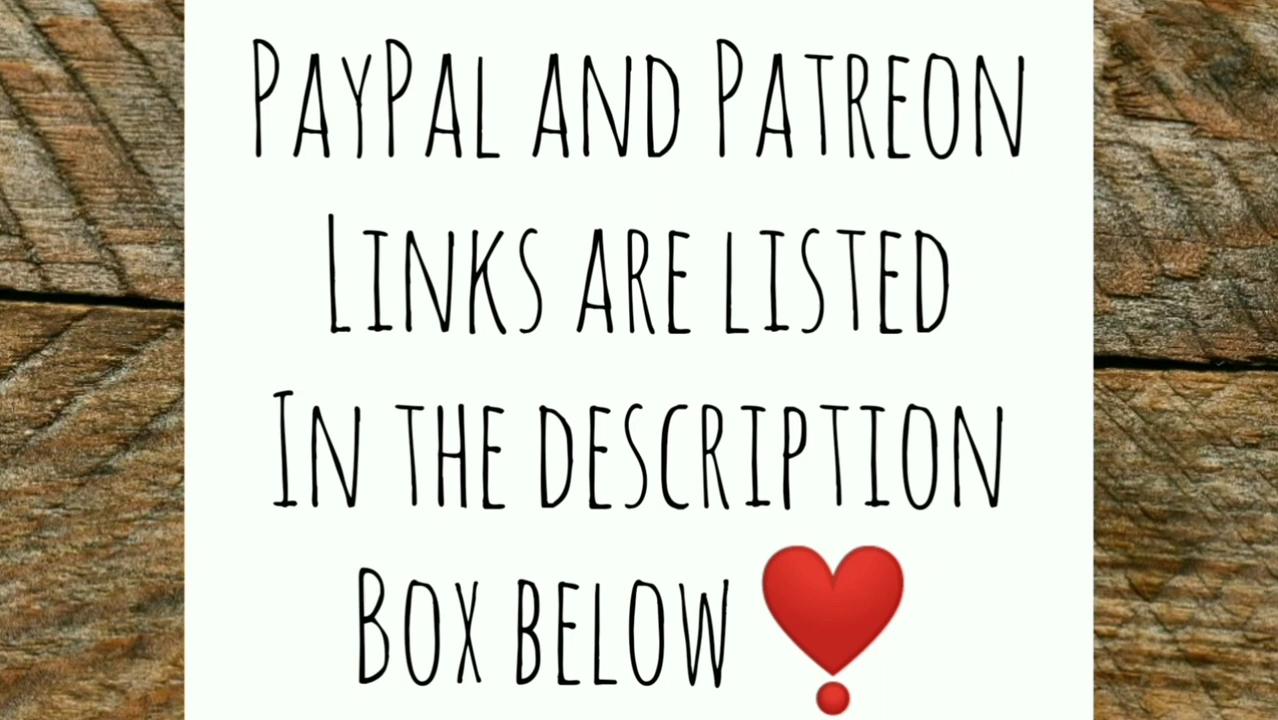 PayPal and Patreon
Links are listed
In the description
Box below ❣